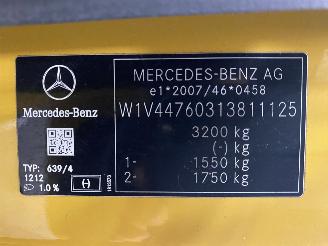 MERCEDES-BENZ AG
e1*2007/46*0458
Mercedes-Benz
W1V44760313811125
3200 kg
(-) kg
1- 1550 kg
2- 1750 kg
TYP: 639/4
1212
1.0 %
(H)